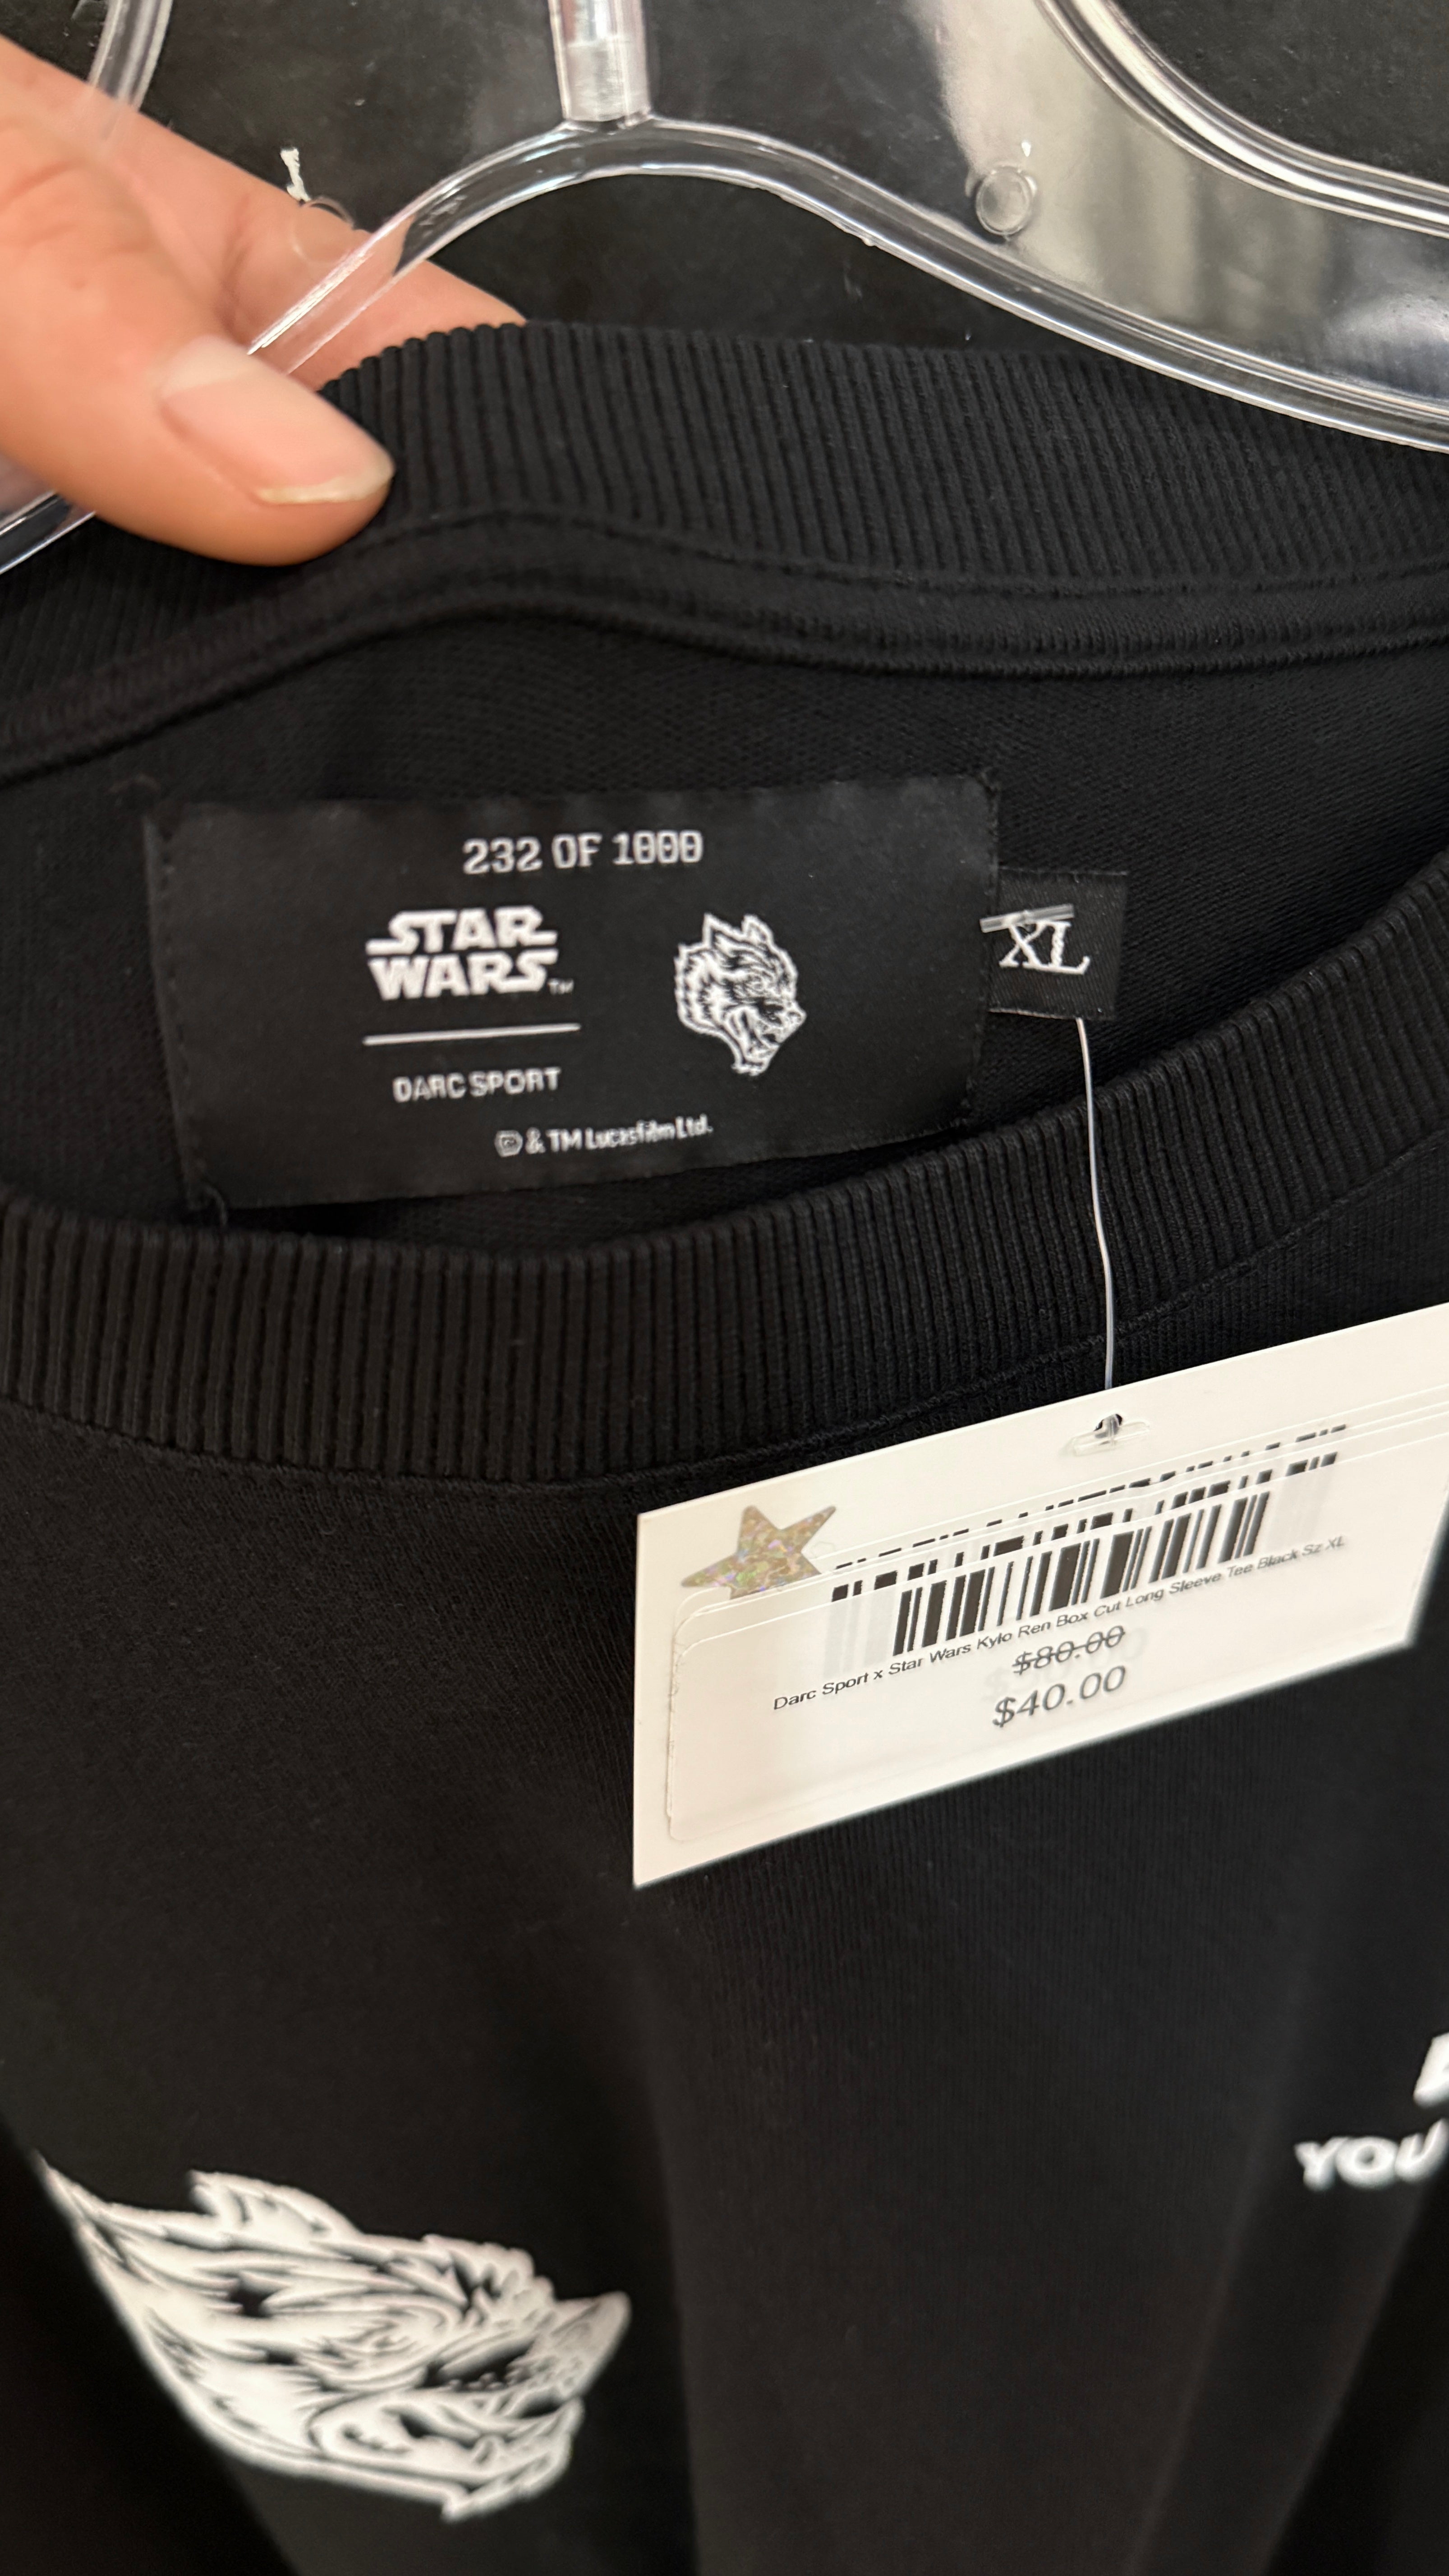 232 OF 1000
STAR
WARS™
XL
DARC SPORT
© & TM Lucasfilm Ltd.
Darc Sport x Star Wars Kylo Ren Box Cut Long Sleeve Tee Black Sz XL
$80.00
$40.00
YOU